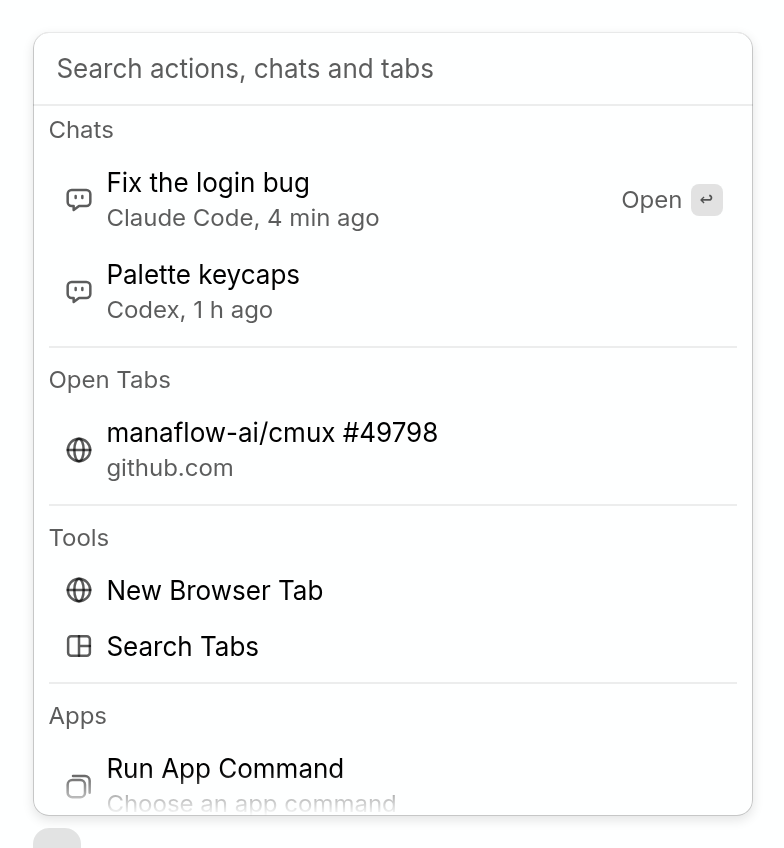 Search actions, chats and tabs
Chats
Fix the login bug
Claude Code, 4 min ago
Open ↩
Palette keycaps
Codex, 1 h ago
Open Tabs
manaflow-ai/cmux #49798
github.com
Tools
New Browser Tab
Search Tabs
Apps
Run App Command
Choose an app command